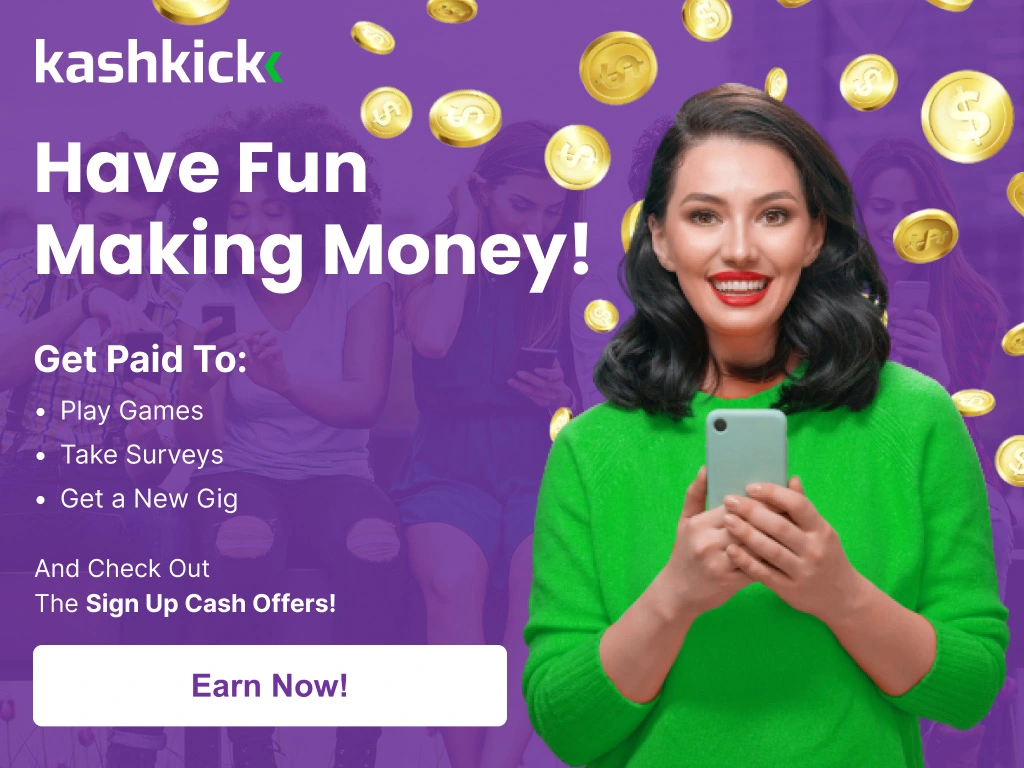 kashkick
Have Fun
Making Money!
Get Paid To:
• Play Games
• Take Surveys
• Get a New Gig
And Check Out
The Sign Up Cash Offers!
Earn Now!